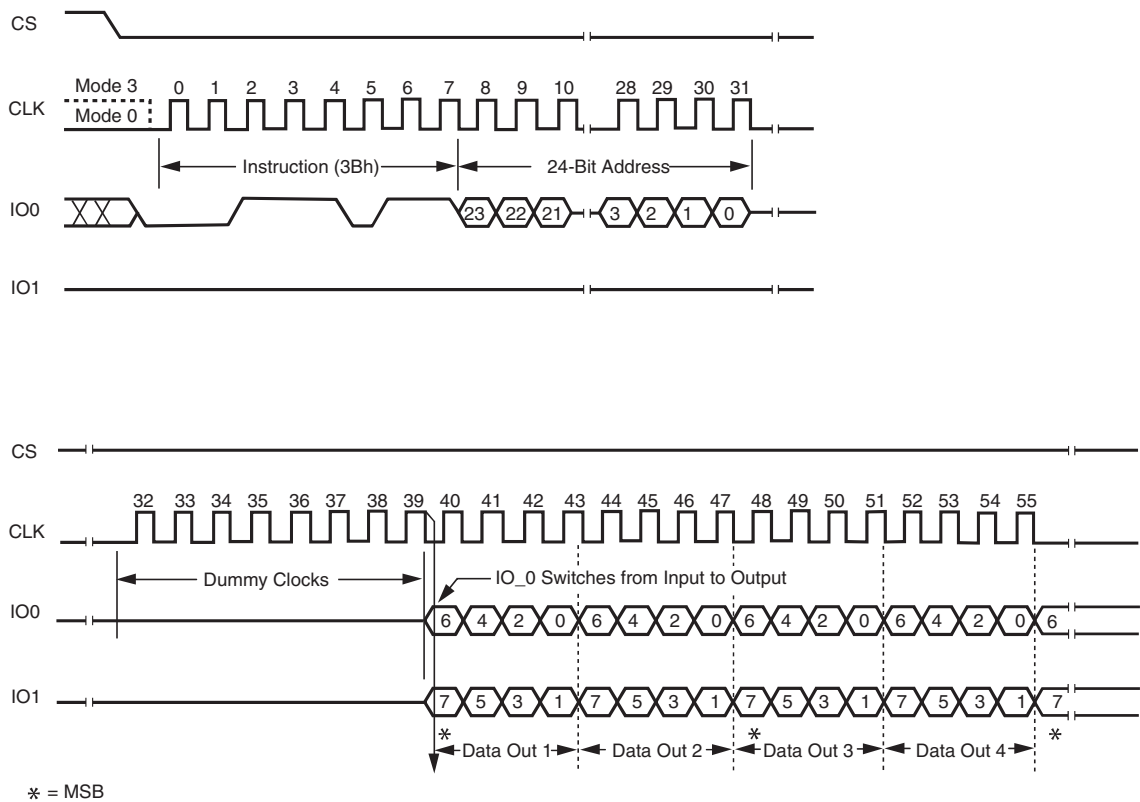 CS
Mode 3
0 1 2 3 4 5 6 7 8 9 10 28 29 30 31
CLK
Mode 0
Instruction (3Bh) 24-Bit Address
IO0 23 22 21 3 2 1 0
IO1
CS
32 33 34 35 36 37 38 39 40 41 42 43 44 45 46 47 48 49 50 51 52 53 54 55
CLK
Dummy Clocks IO_0 Switches from Input to Output
IO0 6 4 2 0 6 4 2 0 6 4 2 0 6 4 2 0 6
IO1 7 5 3 1 7 5 3 1 7 5 3 1 7 5 3 1 7
* * *
Data Out 1 Data Out 2 Data Out 3 Data Out 4
* = MSB